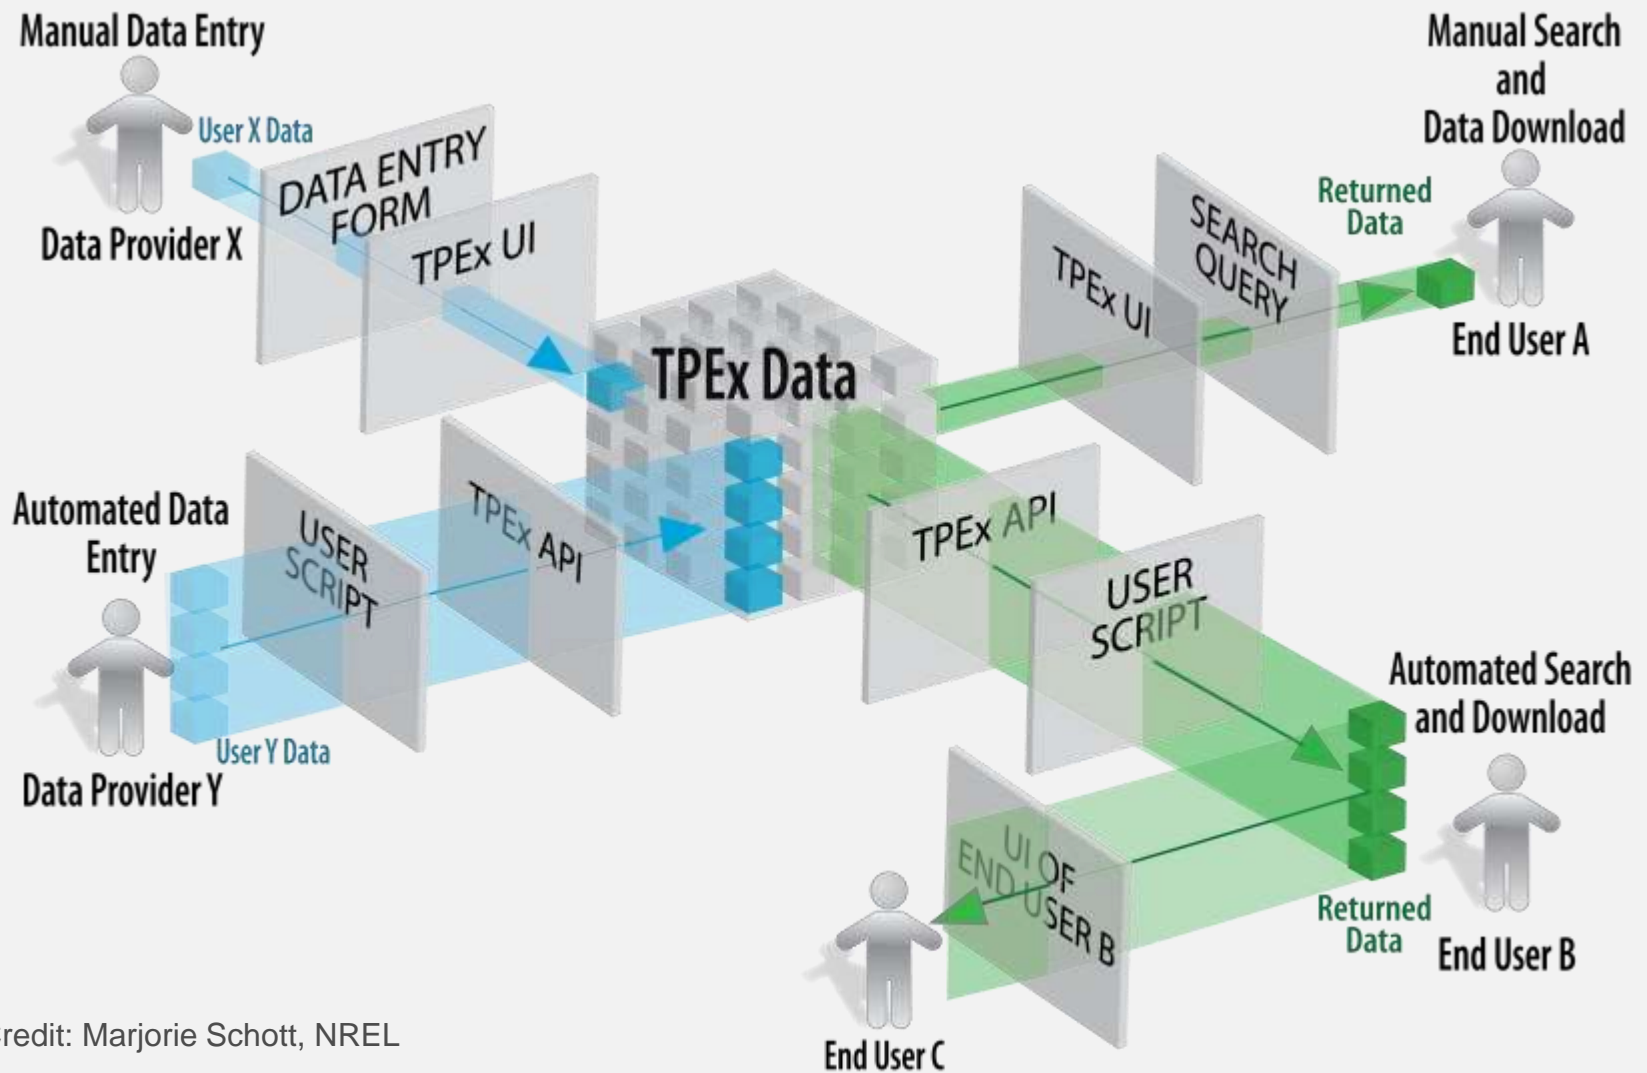 Manual Data Entry
User X Data
Data Provider X
DATA ENTRY
FORM
TPEx UI
TPEx Data
Manual Search
and
Data Download
Returned
Data
End User A
TPEx UI
SEARCH
QUERY
Automated Data
Entry
User Y Data
Data Provider Y
USER
SCRIPT
TPEx API
TPEx API
USER
SCRIPT
Automated Search
and Download
Returned
Data
End User B
UI OF
END USER B
End User C
redit: Marjorie Schott, NREL